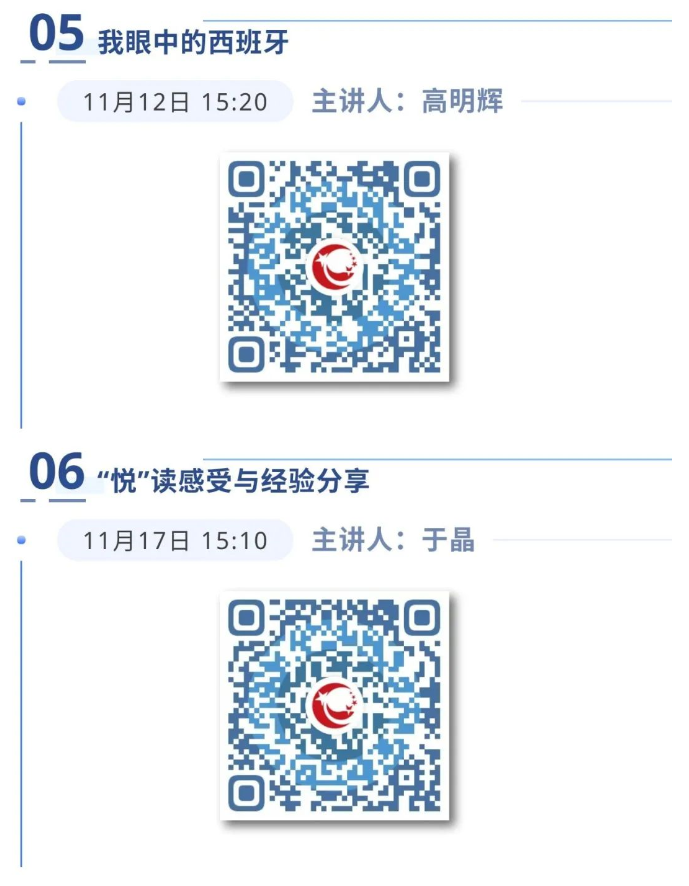 05 我眼中的西班牙
11月12日 15:20 主讲人：高明辉
06 “悦”读感受与经验分享
11月17日 15:10 主讲人：于晶